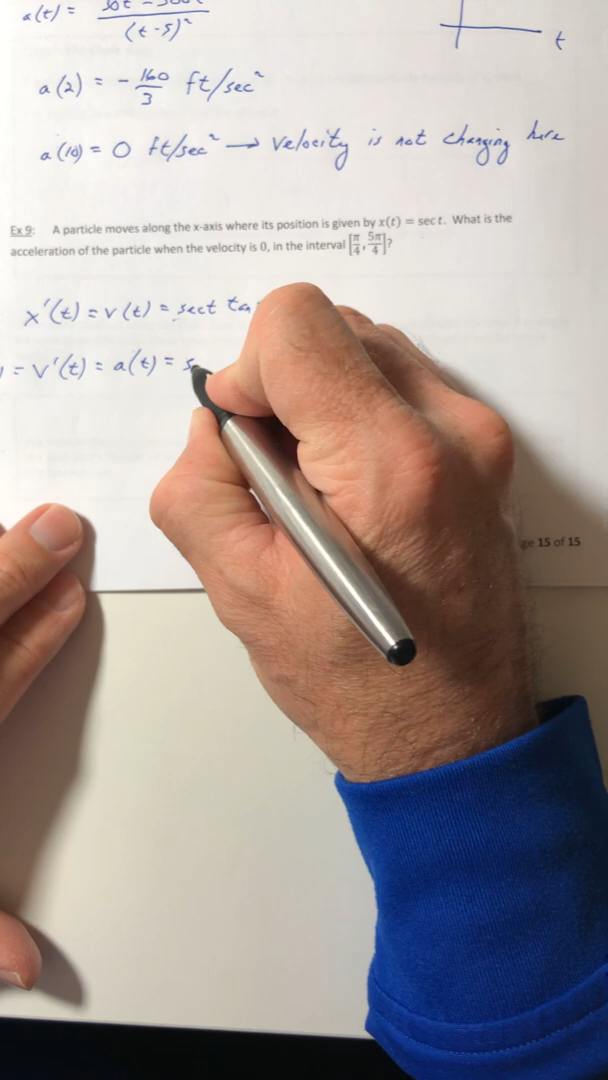 a(t) =
(t-5)²
t
a(2) = - 160/3 ft/sec²
a(10) = 0 ft/sec² → velocity is not changing here
Ex 9: A particle moves along the x-axis where its position is given by x(t) = sec t. What is the
acceleration of the particle when the velocity is 0, in the interval [π/4, 5π/4]?
x'(t) = v(t) = sect tan
= v'(t) = a(t) = s
15 of 15